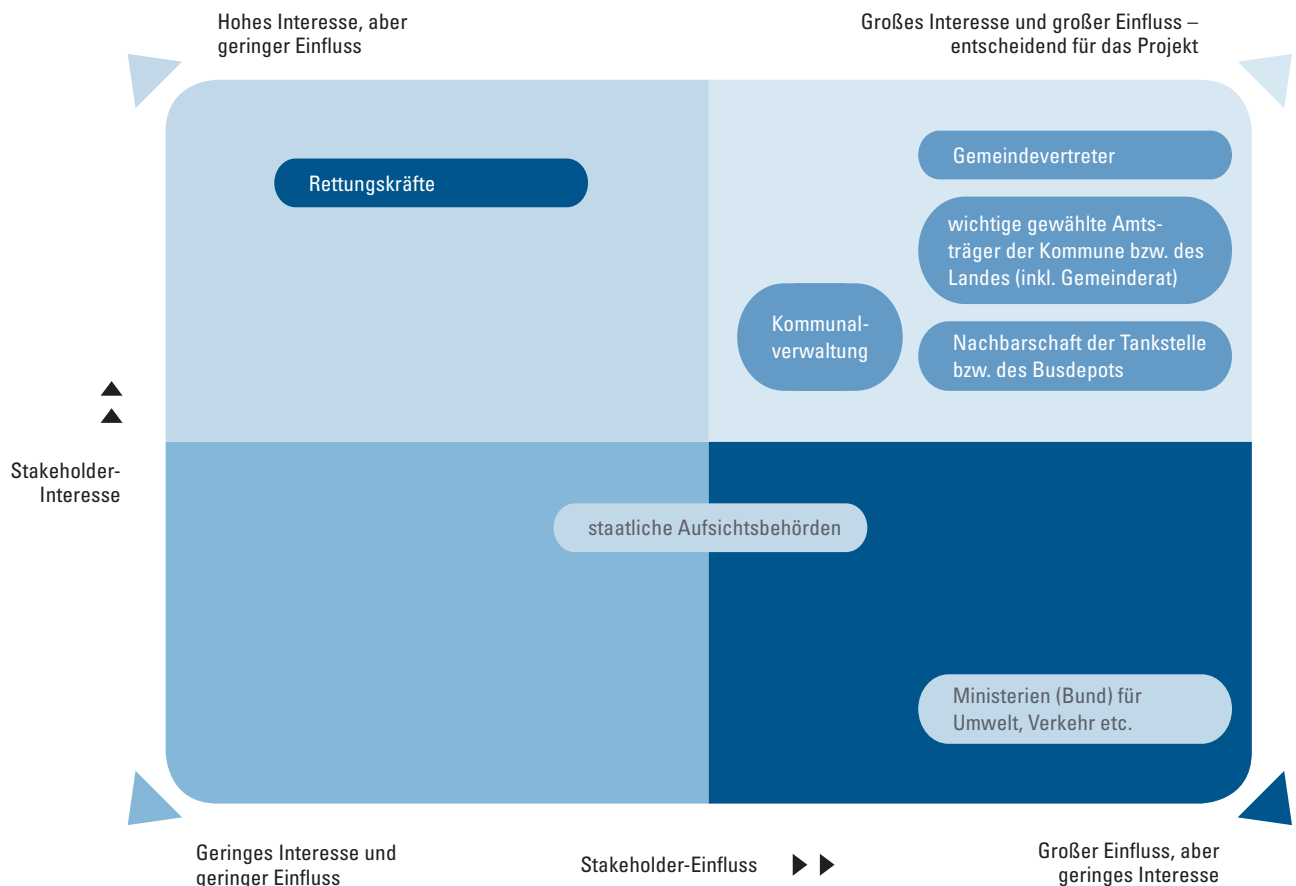 Hohes Interesse, aber
geringer Einfluss
Großes Interesse und großer Einfluss –
entscheidend für das Projekt
Rettungskräfte
Gemeindevertreter
wichtige gewählte Amts-
träger der Kommune bzw. des
Landes (inkl. Gemeinderat)
Kommunal-
verwaltung
Nachbarschaft der Tankstelle
bzw. des Busdepots
Stakeholder-
Interesse
staatliche Aufsichtsbehörden
Ministerien (Bund) für
Umwelt, Verkehr etc.
Geringes Interesse und
geringer Einfluss
Stakeholder-Einfluss
Großer Einfluss, aber
geringes Interesse